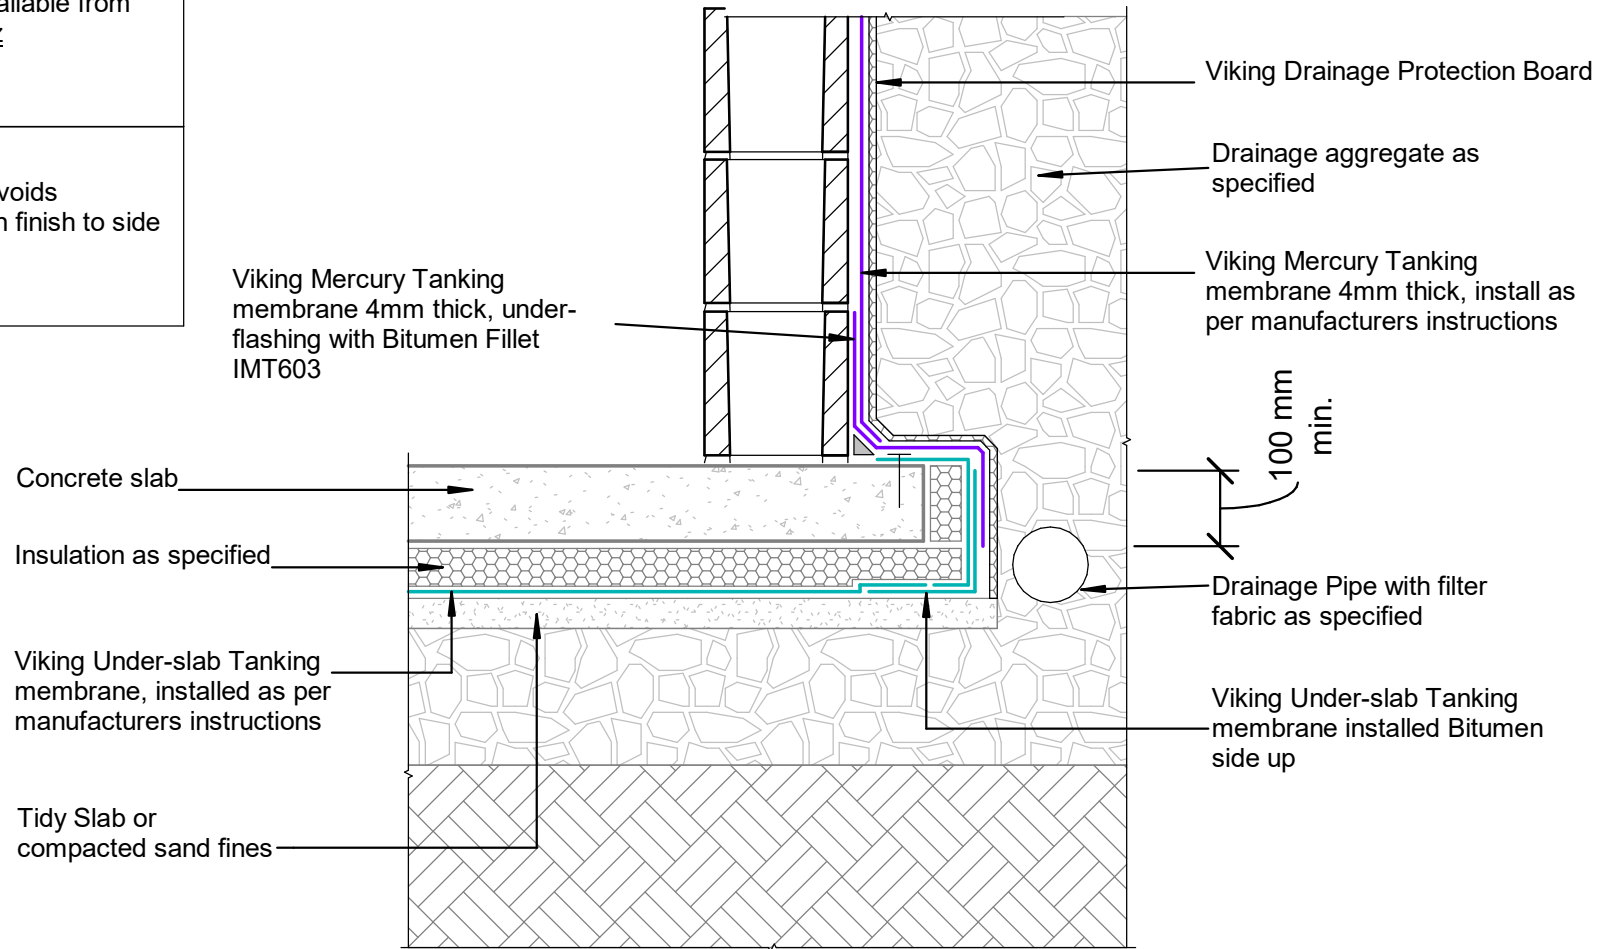 ailable from
z
voids
n finish to side
Viking Drainage Protection Board
Drainage aggregate as
specified
Viking Mercury Tanking
membrane 4mm thick, under-
flashing with Bitumen Fillet
IMT603
Viking Mercury Tanking
membrane 4mm thick, install as
per manufacturers instructions
100 mm
min.
Concrete slab
Insulation as specified
Drainage Pipe with filter
fabric as specified
Viking Under-slab Tanking
membrane, installed as per
manufacturers instructions
Viking Under-slab Tanking
membrane installed Bitumen
side up
Tidy Slab or
compacted sand fines